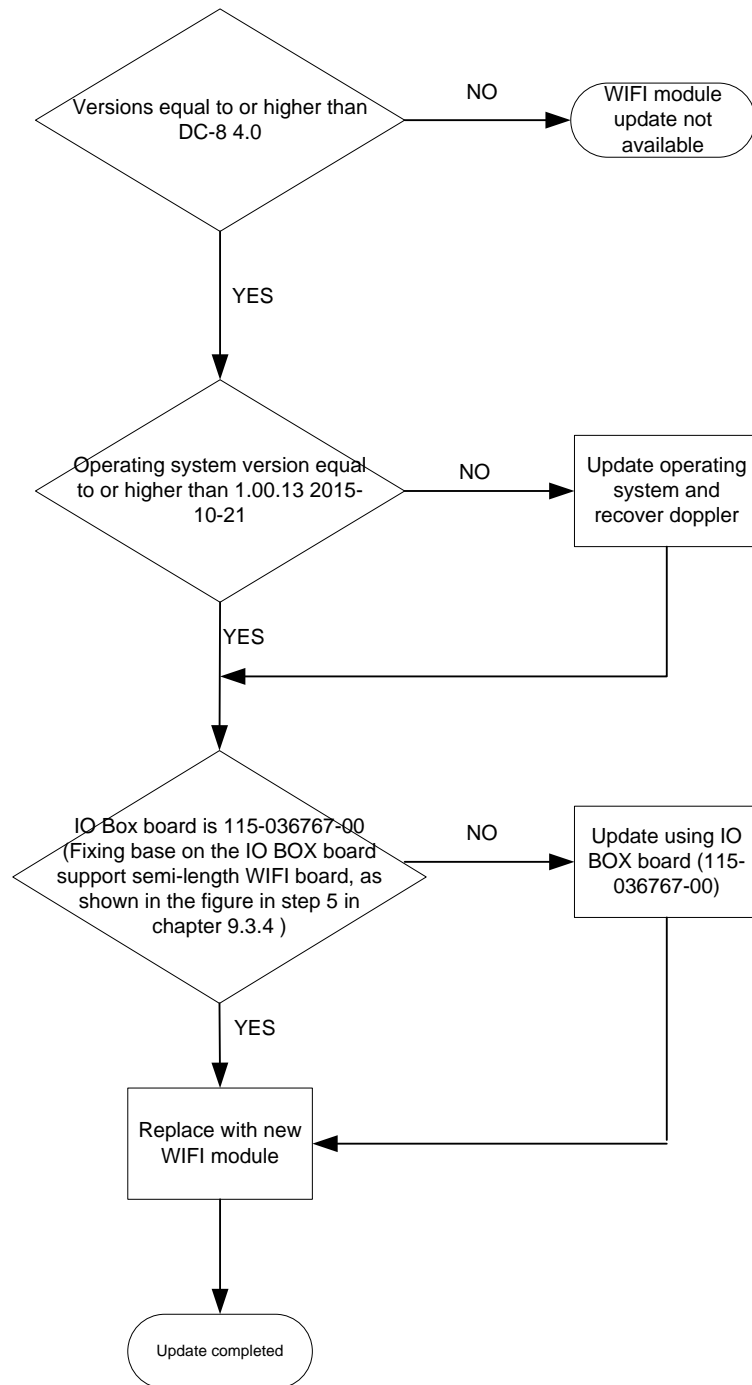 Versions equal to or higher than
DC-8 4.0
NO
WIFI module
update not
available
YES
Operating system version equal
to or higher than 1.00.13 2015-
10-21
NO
Update operating
system and
recover doppler
YES
IO Box board is 115-036767-00
(Fixing base on the IO BOX board
support semi-length WIFI board, as
shown in the figure in step 5 in
chapter 9.3.4 )
NO
Update using IO
BOX board (115-
036767-00)
YES
Replace with new
WIFI module
Update completed